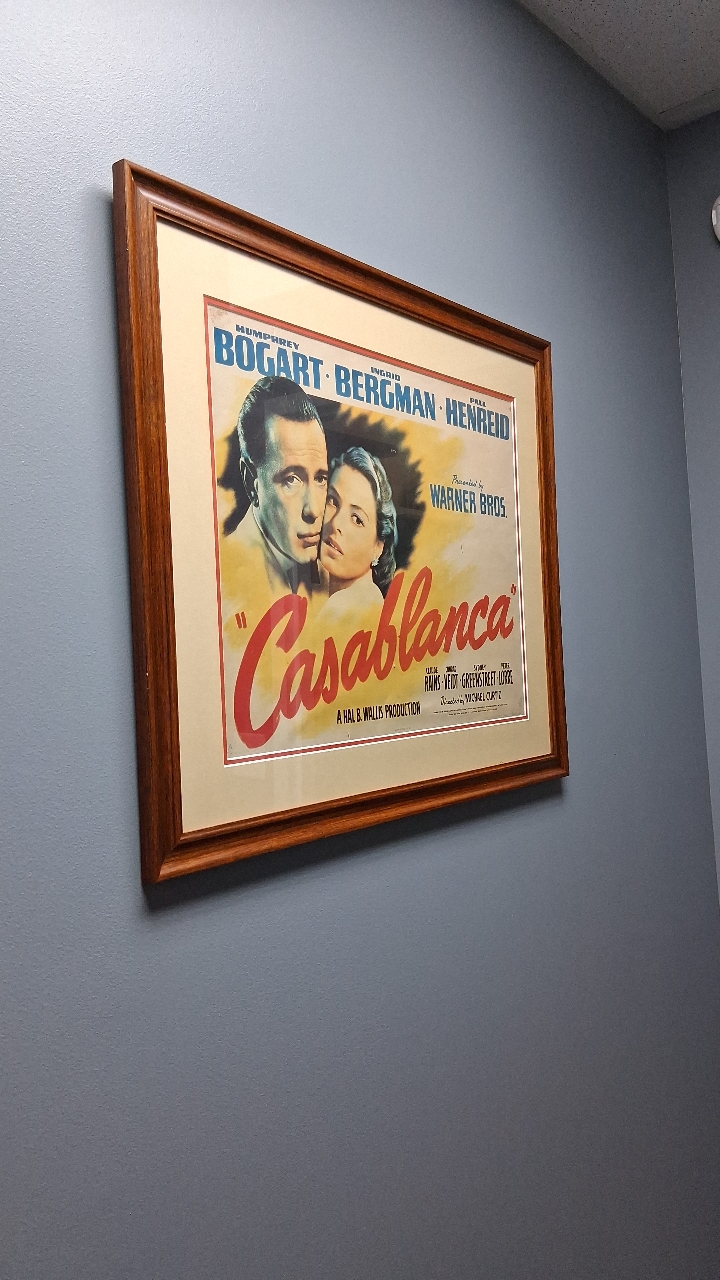 HUMPHREY INGRID PAUL
BOGART · BERGMAN · HENREID
Presented by
WARNER BROS.
"Casablanca"
CLAUDE CONRAD SYDNEY PETER
RAINS · VEIDT · GREENSTREET · LORRE
A HAL B. WALLIS PRODUCTION
Directed by MICHAEL CURTIZ